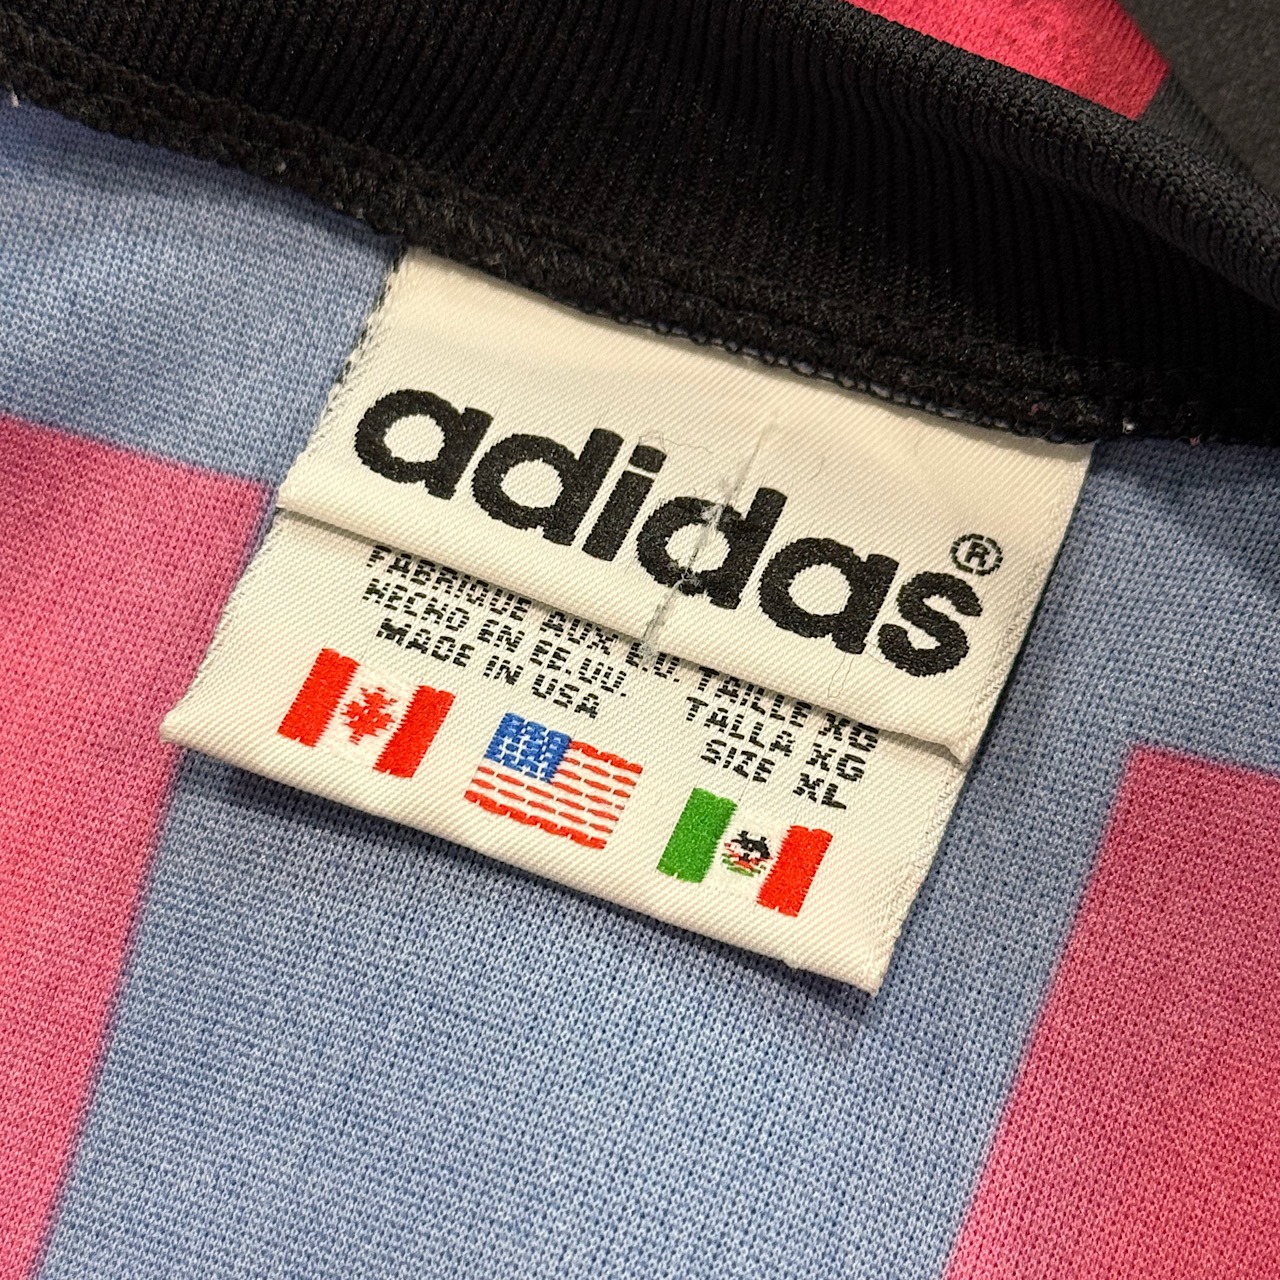 adidas®
FABRIQUE AUX E.U. TAILLE XG
HECHO EN EE.UU. TALLA XG
MADE IN USA SIZE XL